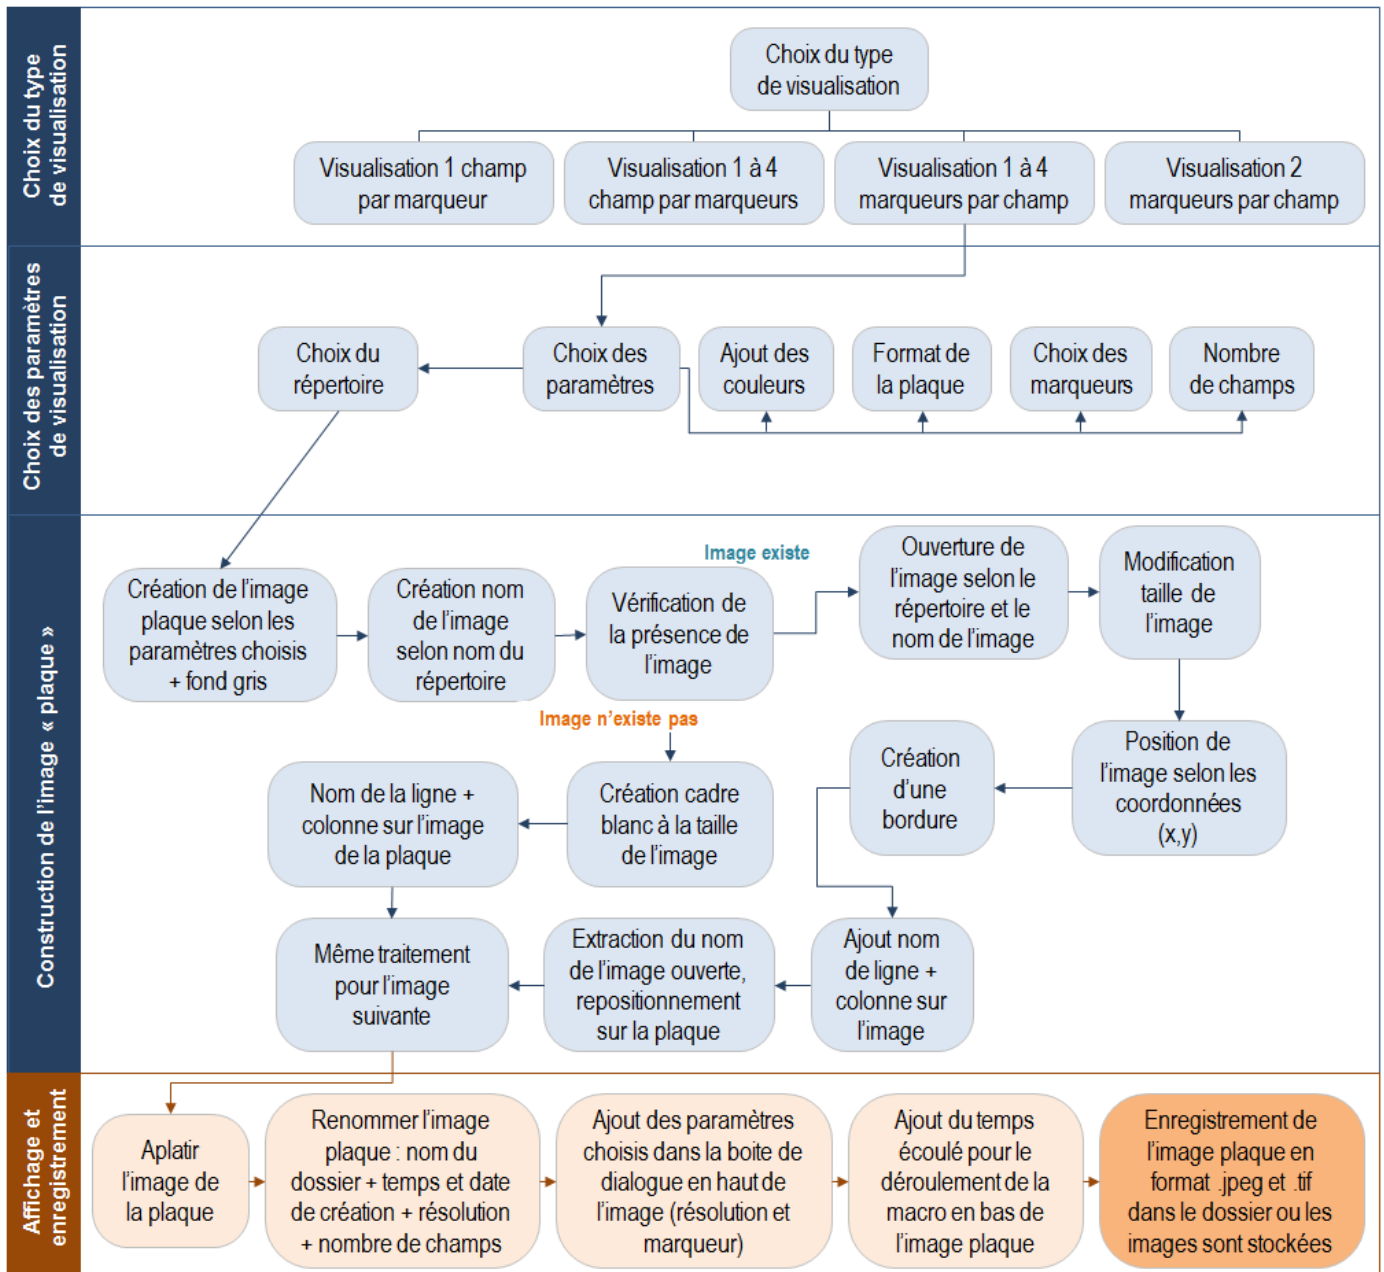 Choix du type
de visualisation
Choix du type
de visualisation
Visualisation 1 champ
par marqueur
Visualisation 1 à 4
champ par marqueurs
Visualisation 1 à 4
marqueurs par champ
Visualisation 2
marqueurs par champ
Choix des paramètres
de visualisation
Choix du
répertoire
Choix des
paramètres
Ajout des
couleurs
Format de
la plaque
Choix des
marqueurs
Nombre
de champs
Construction de l’image « plaque »
Création de l’image
plaque selon les
paramètres choisis
+ fond gris
Création nom
de l’image
selon nom du
répertoire
Vérification de
la présence de
l’image
Image existe
Ouverture de
l’image selon le
répertoire et le
nom de l’image
Modification
taille de
l’image
Image n’existe pas
Nom de la ligne +
colonne sur l’image
de la plaque
Création cadre
blanc à la taille
de l’image
Création
d’une
bordure
Position de
l’image selon les
coordonnées
(x,y)
Même traitement
pour l’image
suivante
Extraction du nom
de l’image ouverte,
repositionnement
sur la plaque
Ajout nom
de ligne +
colonne sur
l’image
Affichage et
enregistrement
Aplatir
l’image de
la plaque
Renommer l’image
plaque : nom du
dossier + temps et date
de création + résolution
+ nombre de champs
Ajout des paramètres
choisis dans la boite de
dialogue en haut de
l’image (résolution et
marqueur)
Ajout du temps
écoulé pour le
déroulement de la
macro en bas de
l’image plaque
Enregistrement de
l’image plaque en
format .jpeg et .tif
dans le dossier ou les
images sont stockées